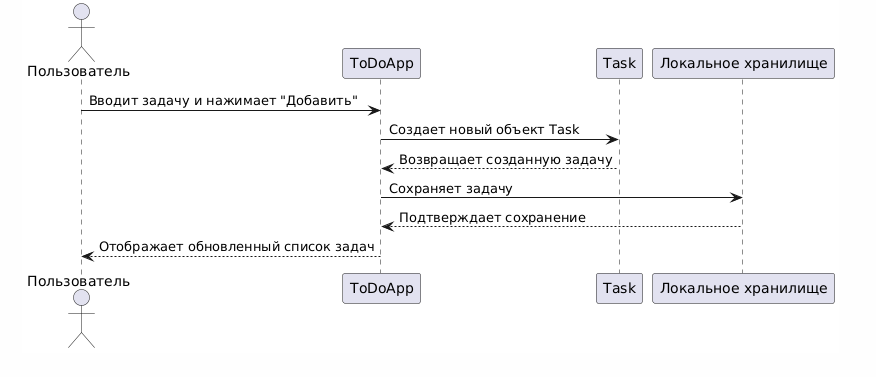 Пользователь
ToDoApp
Task
Локальное хранилище
Вводит задачу и нажимает "Добавить"
Создает новый объект Task
Возвращает созданную задачу
Сохраняет задачу
Подтверждает сохранение
Отображает обновленный список задач
Пользователь
ToDoApp
Task
Локальное хранилище